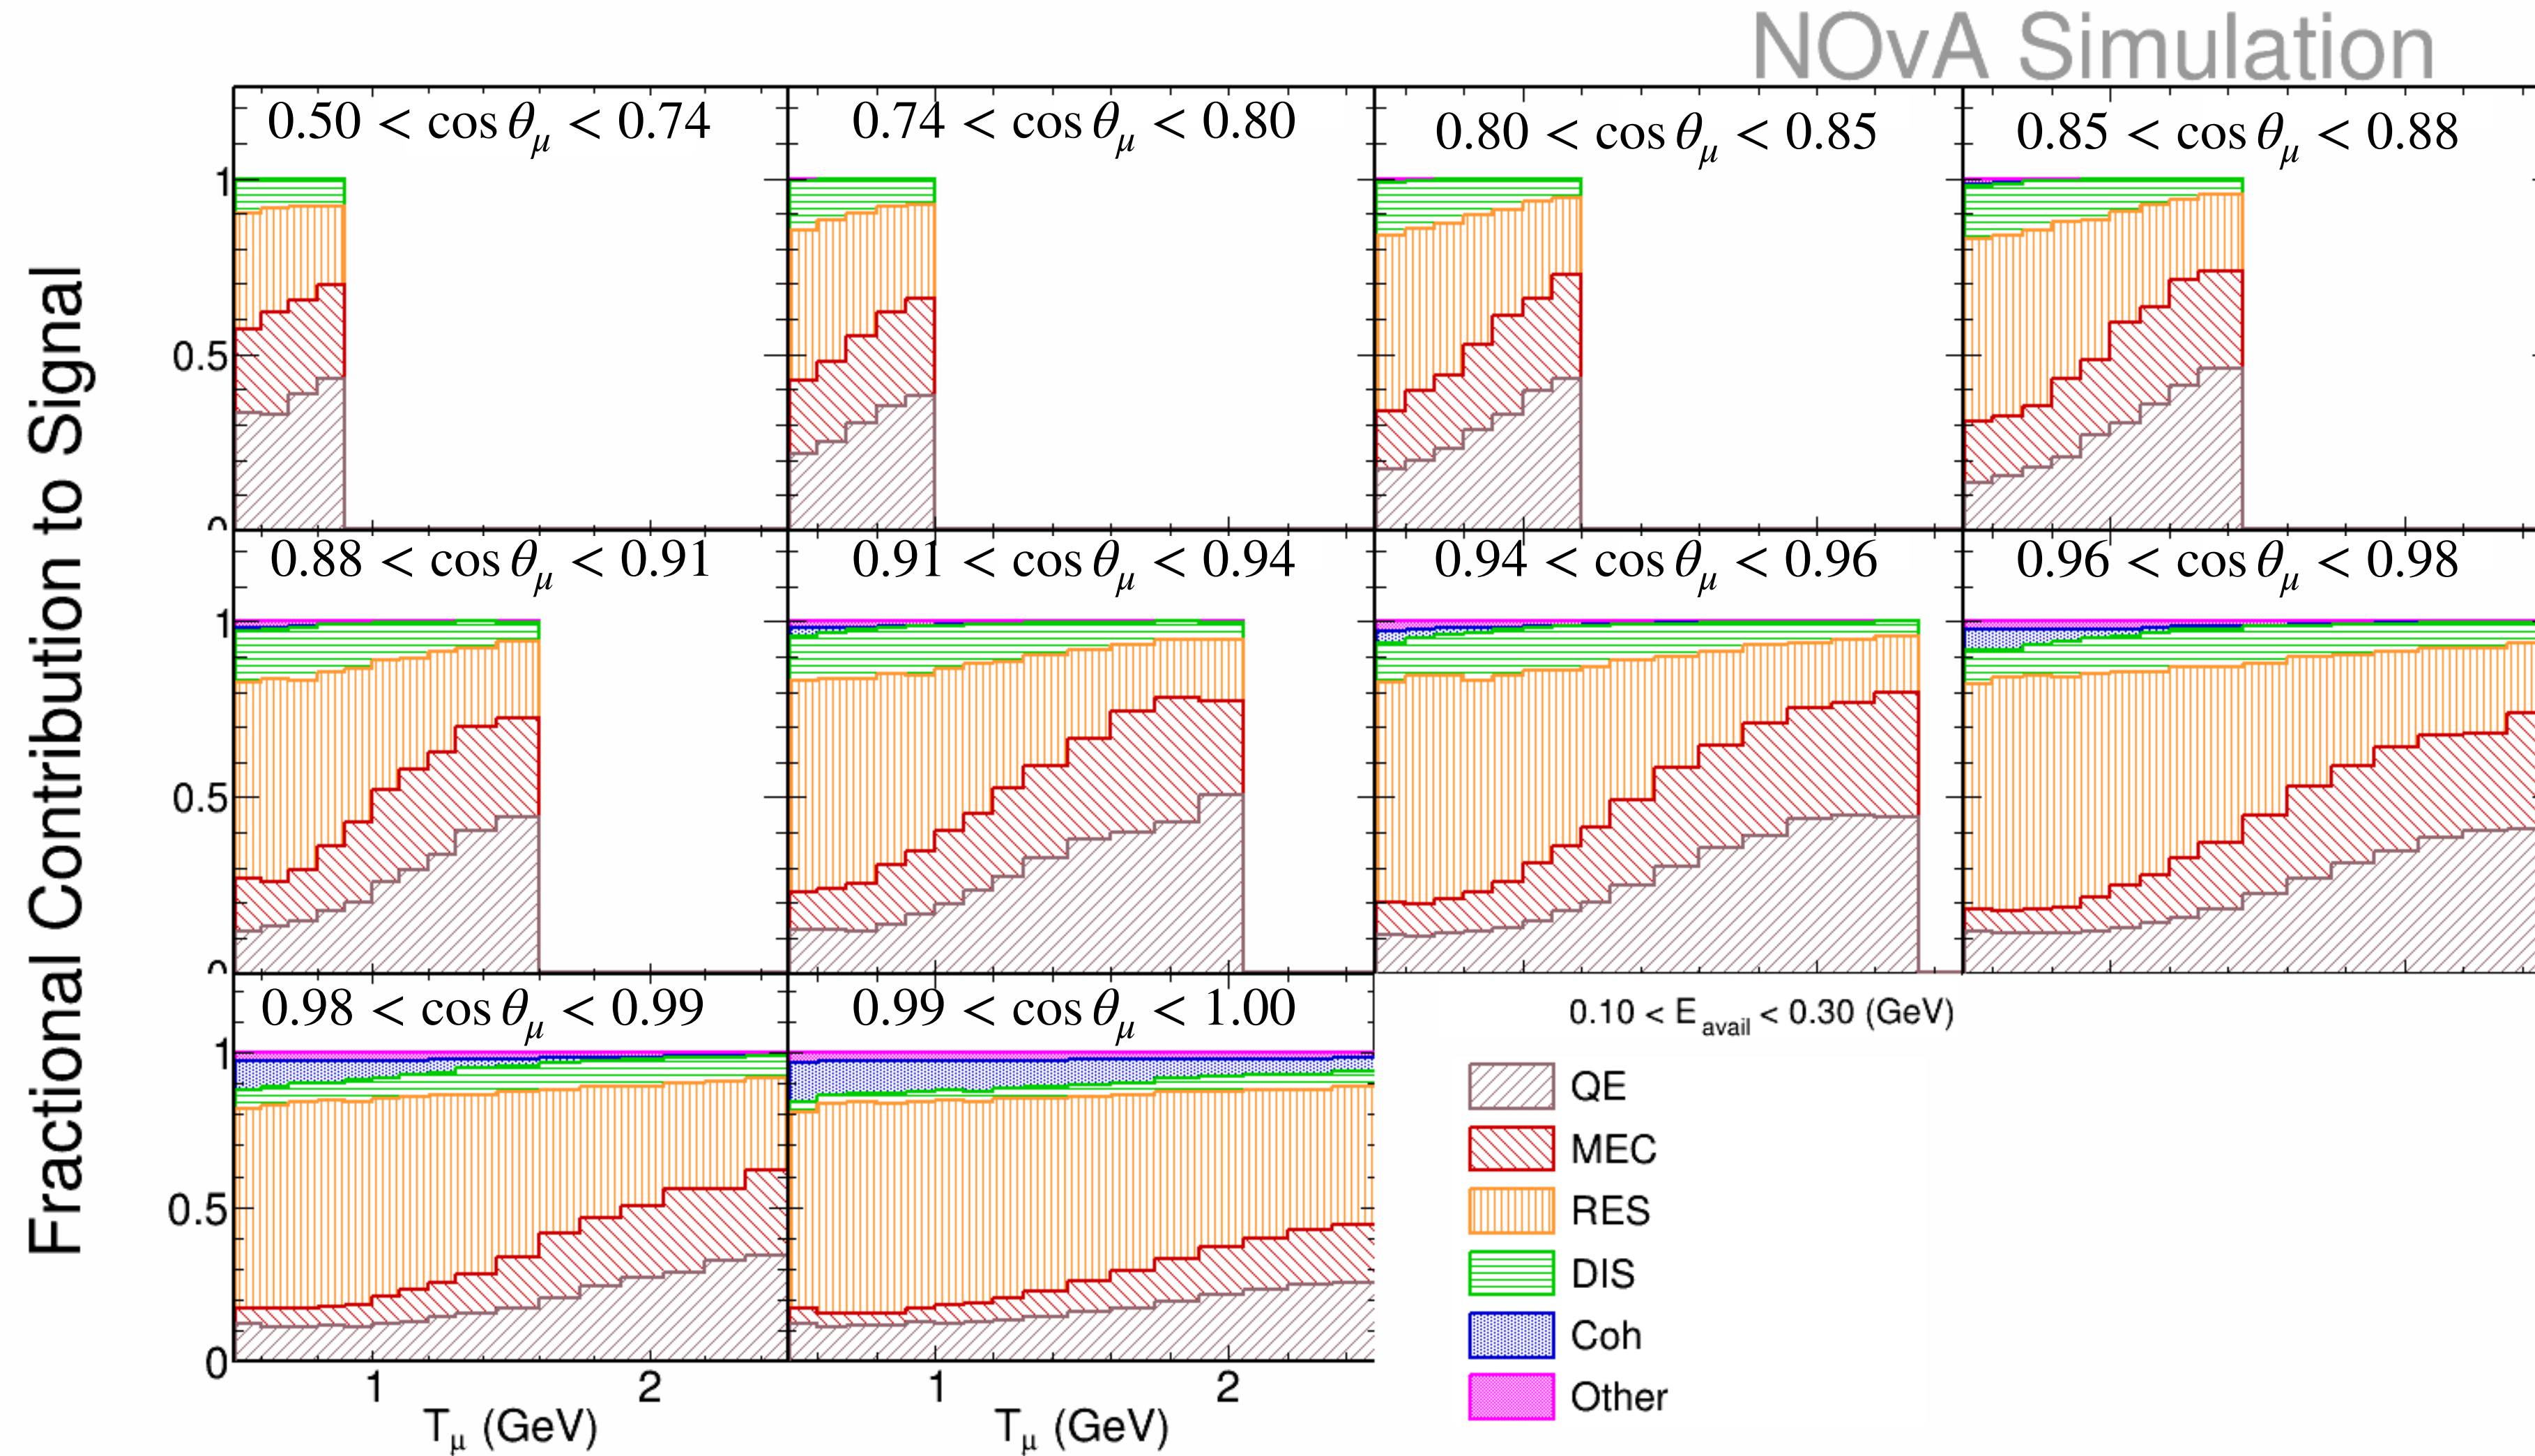 NOvA Simulation
Fractional Contribution to Signal
0.50 < cos θμ < 0.74
0.74 < cos θμ < 0.80
0.80 < cos θμ < 0.85
0.85 < cos θμ < 0.88
1
0.5
0
0.88 < cos θμ < 0.91
0.91 < cos θμ < 0.94
0.94 < cos θμ < 0.96
0.96 < cos θμ < 0.98
1
0.5
0
0.98 < cos θμ < 0.99
0.99 < cos θμ < 1.00
1
0.5
0
1 2
1 2
Tμ (GeV)
Tμ (GeV)
0.10 < E avail < 0.30 (GeV)
QE
MEC
RES
DIS
Coh
Other